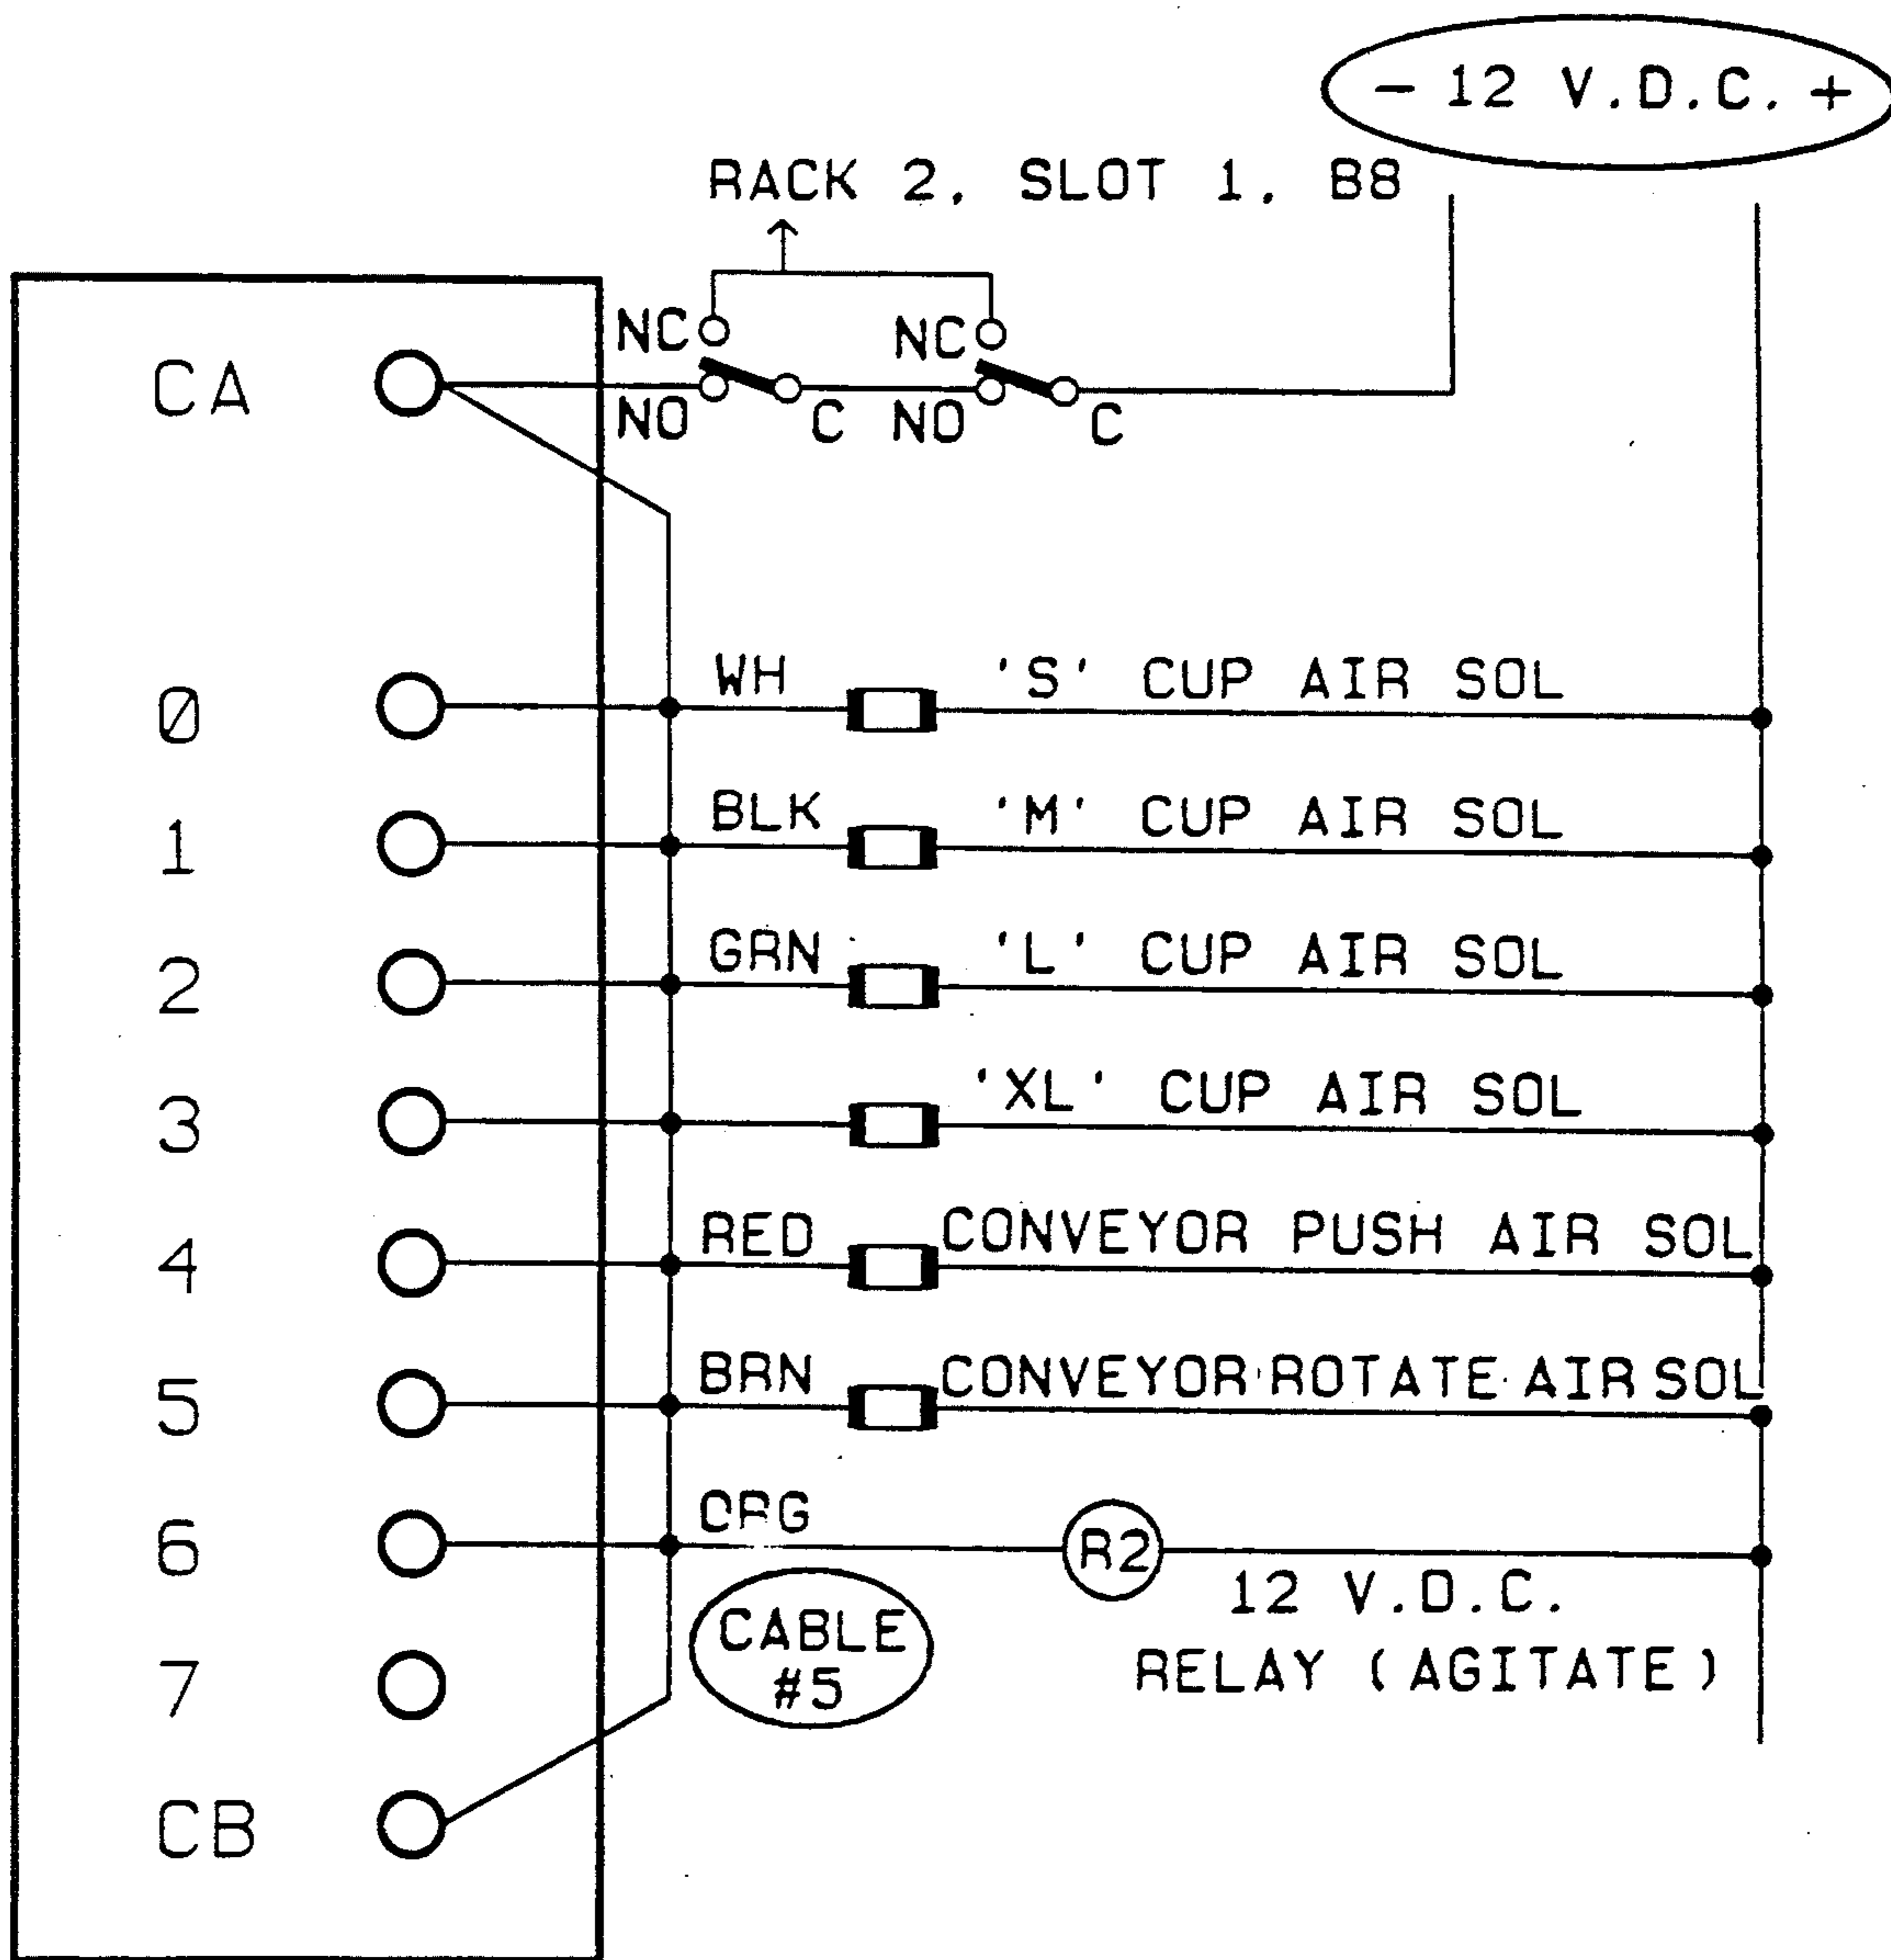 - 12 V.D.C. +
RACK 2, SLOT 1, B8
NC
NC
CA
NO
C
NO
C
0
WH
'S' CUP AIR SOL
1
BLK
'M' CUP AIR SOL
2
GRN
'L' CUP AIR SOL
3
'XL' CUP AIR SOL
4
RED
CONVEYOR PUSH AIR SOL
5
BRN
CONVEYOR ROTATE AIR SOL
6
ORG
R2
12 V.D.C.
RELAY (AGITATE)
CABLE
#5
7
CB